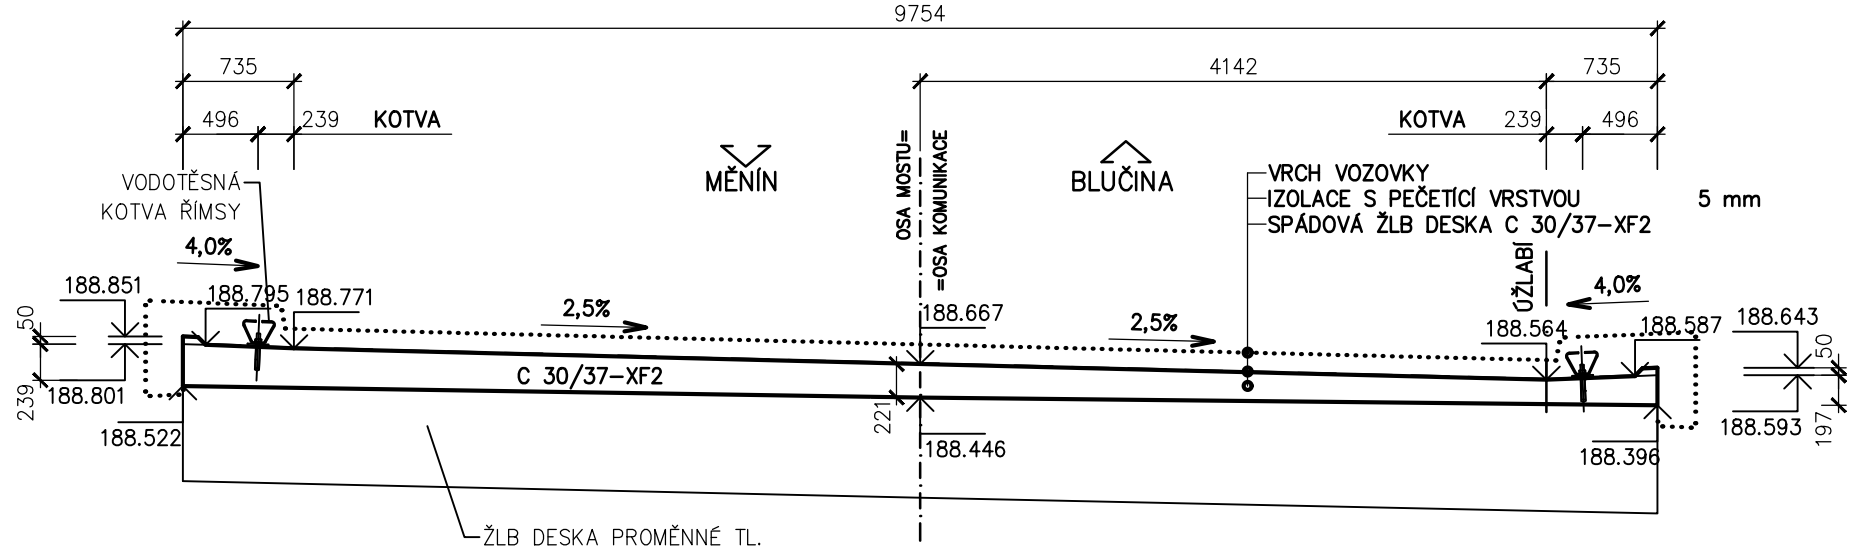 9754
735
4142
735
496
239
KOTVA
KOTVA
239
496
OSA MOSTU=
=OSA KOMUNIKACE
MĚNÍN
BLUČINA
VODOTĚSNÁ
KOTVA ŘÍMSY
VRCH VOZOVKY
IZOLACE S PEČETÍCÍ VRSTVOU
5 mm
SPÁDOVÁ ŽLB DESKA C 30/37-XF2
ÚŽLABÍ
4,0%
4,0%
188.851
188.795
188.771
2,5%
188.667
2,5%
188.564
188.587
188.643
50
50
C 30/37-XF2
239
188.801
221
188.593
197
188.522
188.446
188.396
ŽLB DESKA PROMĚNNÉ TL.